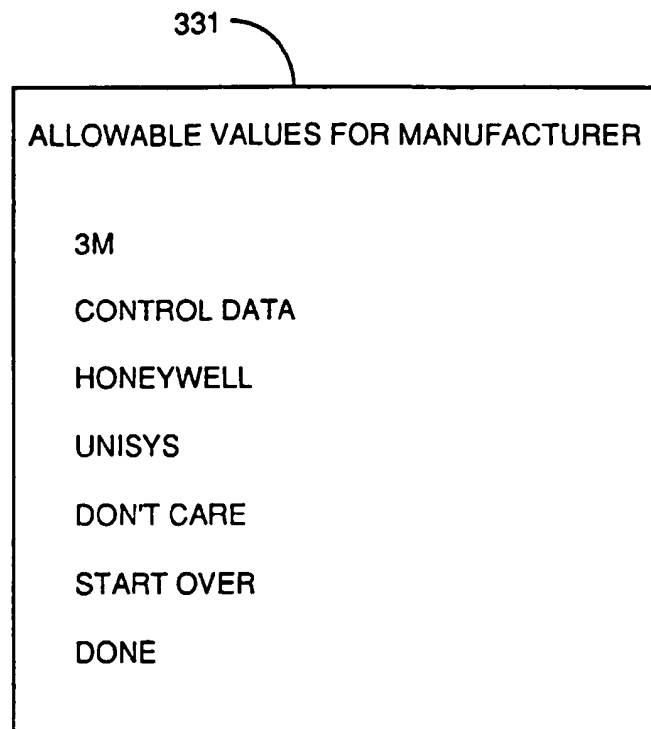 331
ALLOWABLE VALUES FOR MANUFACTURER
3M
CONTROL DATA
HONEYWELL
UNISYS
DON'T CARE
START OVER
DONE